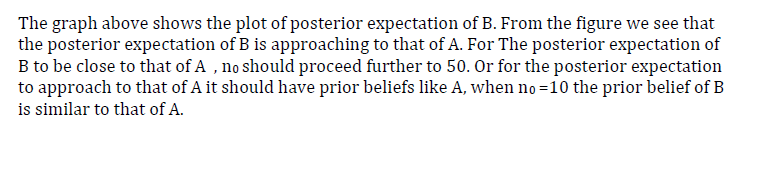 The graph above shows the plot of posterior expectation of B. From the figure we see that
the posterior expectation of B is approaching to that of A. For The posterior expectation of
B to be close to that of A , n₀ should proceed further to 50. Or for the posterior expectation
to approach to that of A it should have prior beliefs like A, when n₀ =10 the prior belief of B
is similar to that of A.